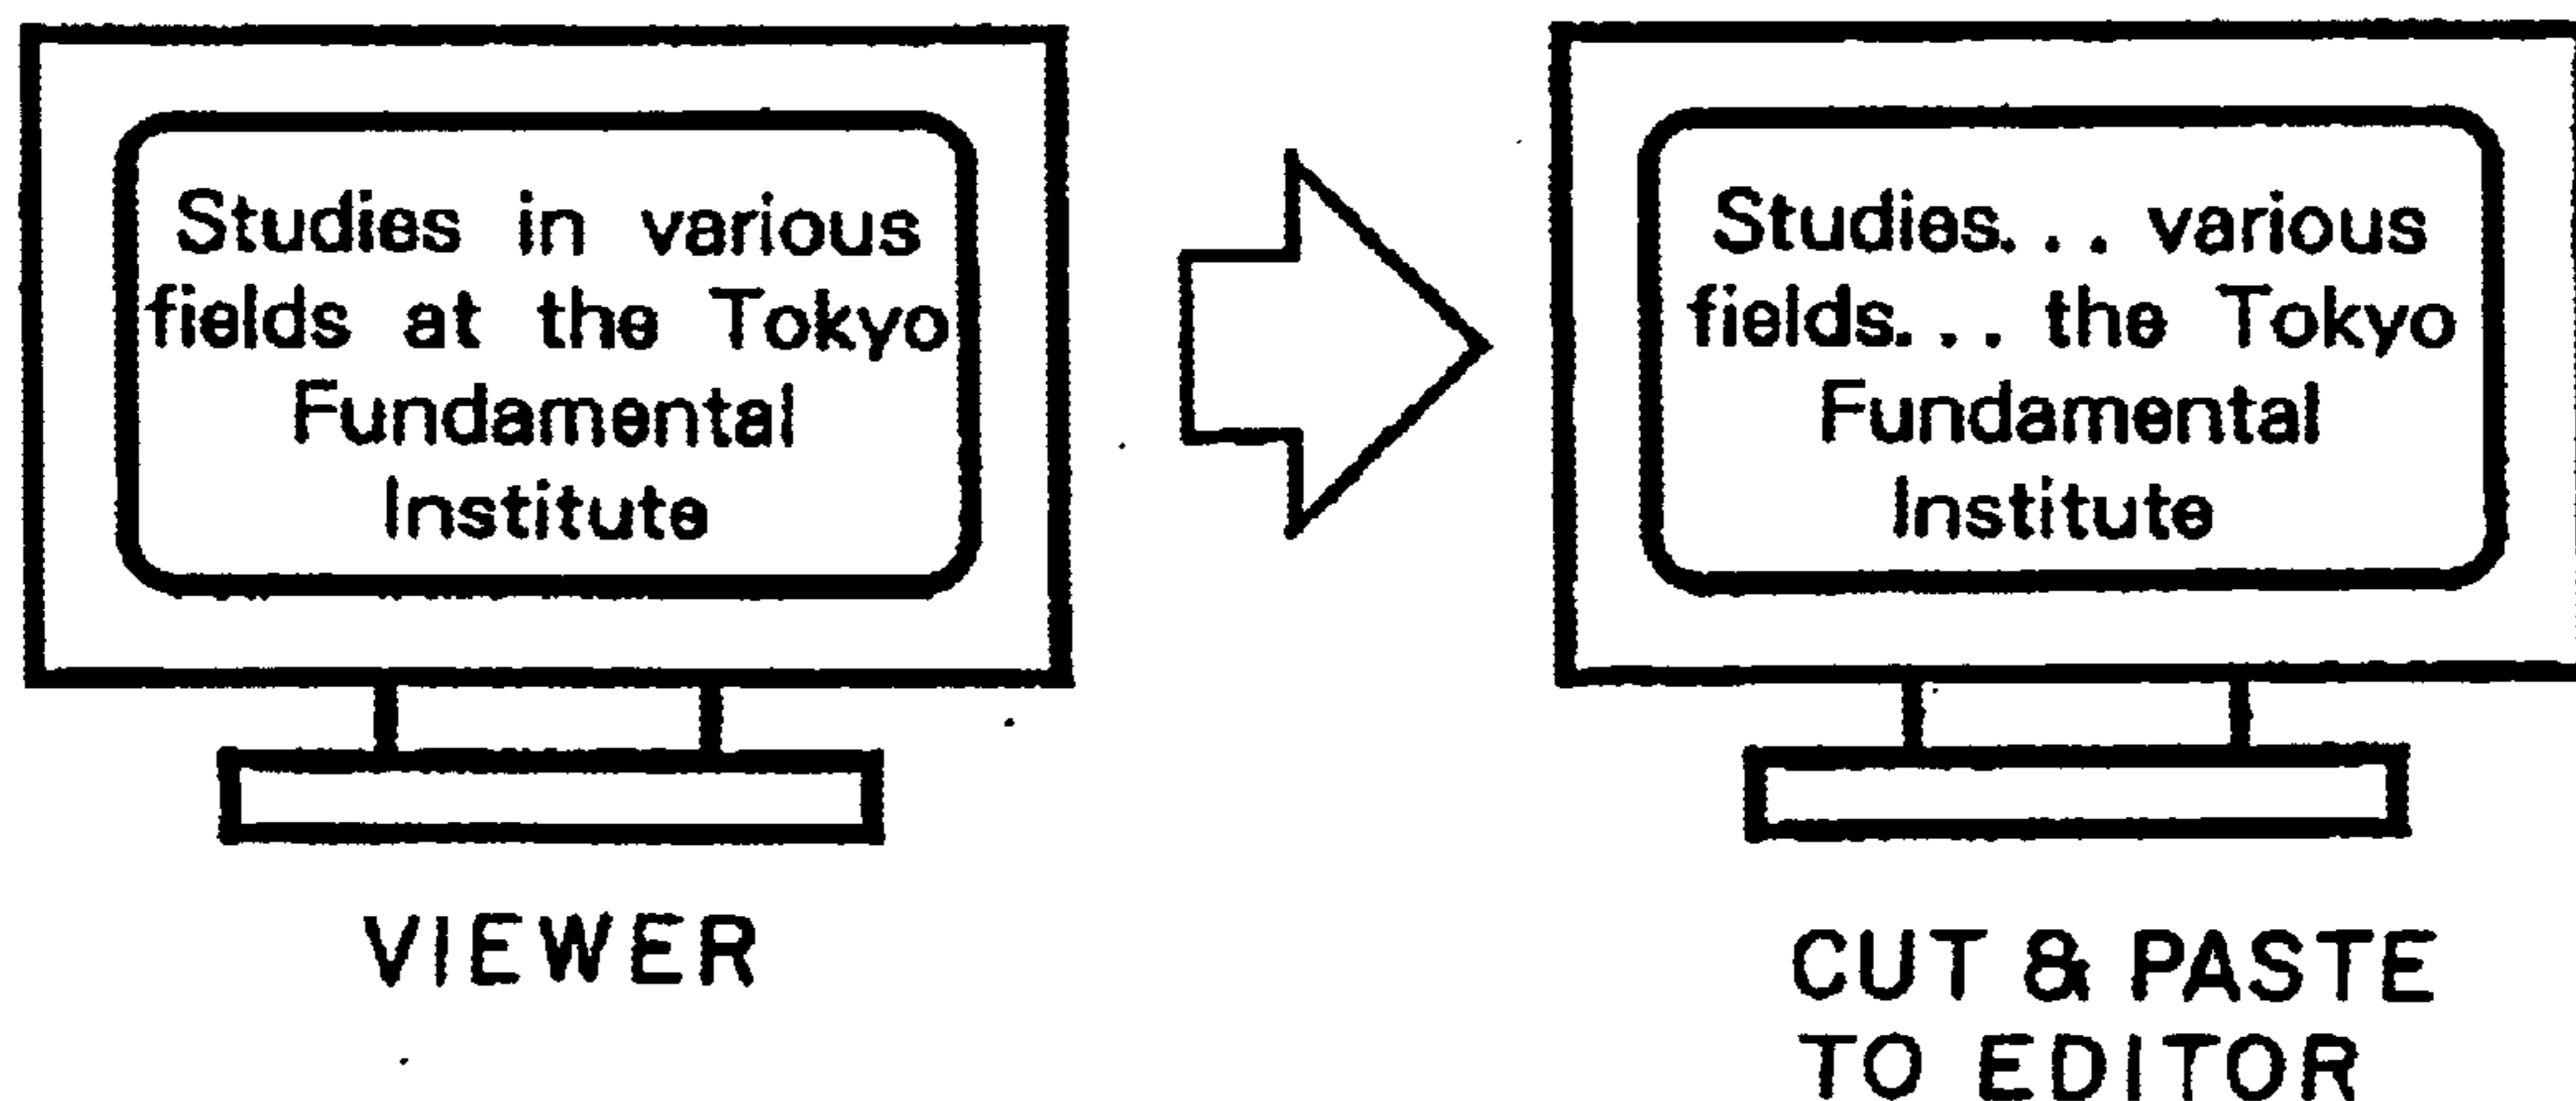 Studies in various
fields at the Tokyo
Fundamental
Institute
VIEWER
Studies... various
fields... the Tokyo
Fundamental
Institute
CUT & PASTE
TO EDITOR